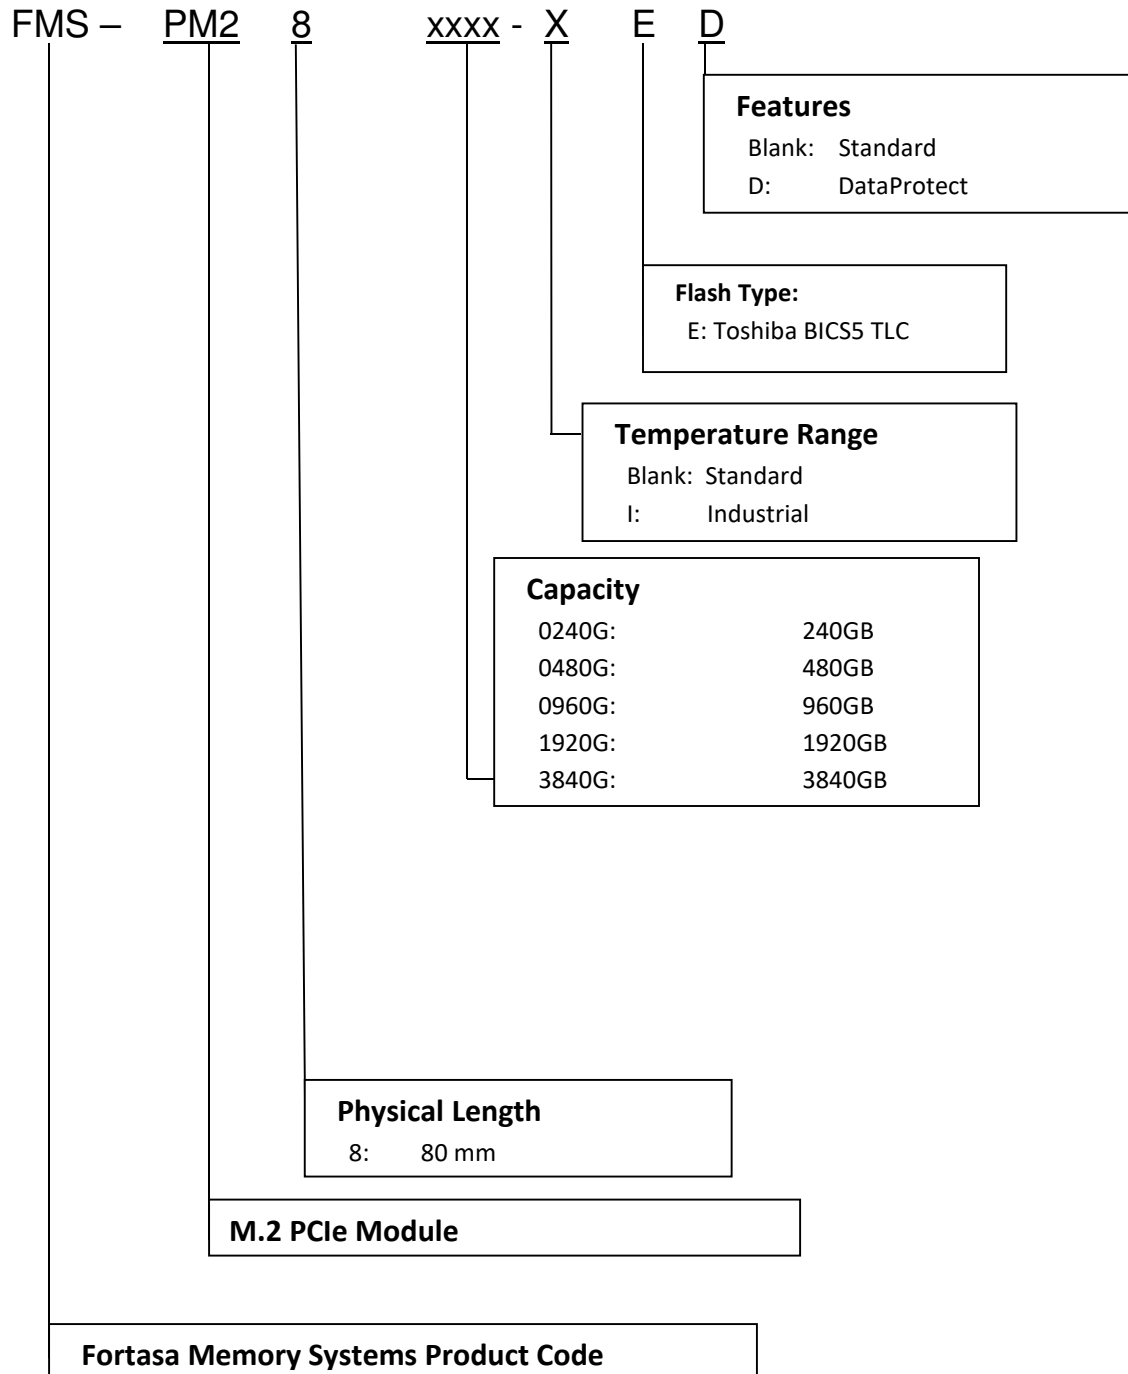 FMS – PM2 8 xxxx - X E D
Features
Blank: Standard
D: DataProtect
Flash Type:
E: Toshiba BICS5 TLC
Temperature Range
Blank: Standard
I: Industrial
Capacity
0240G: 240GB
0480G: 480GB
0960G: 960GB
1920G: 1920GB
3840G: 3840GB
Physical Length
8: 80 mm
M.2 PCIe Module
Fortasa Memory Systems Product Code